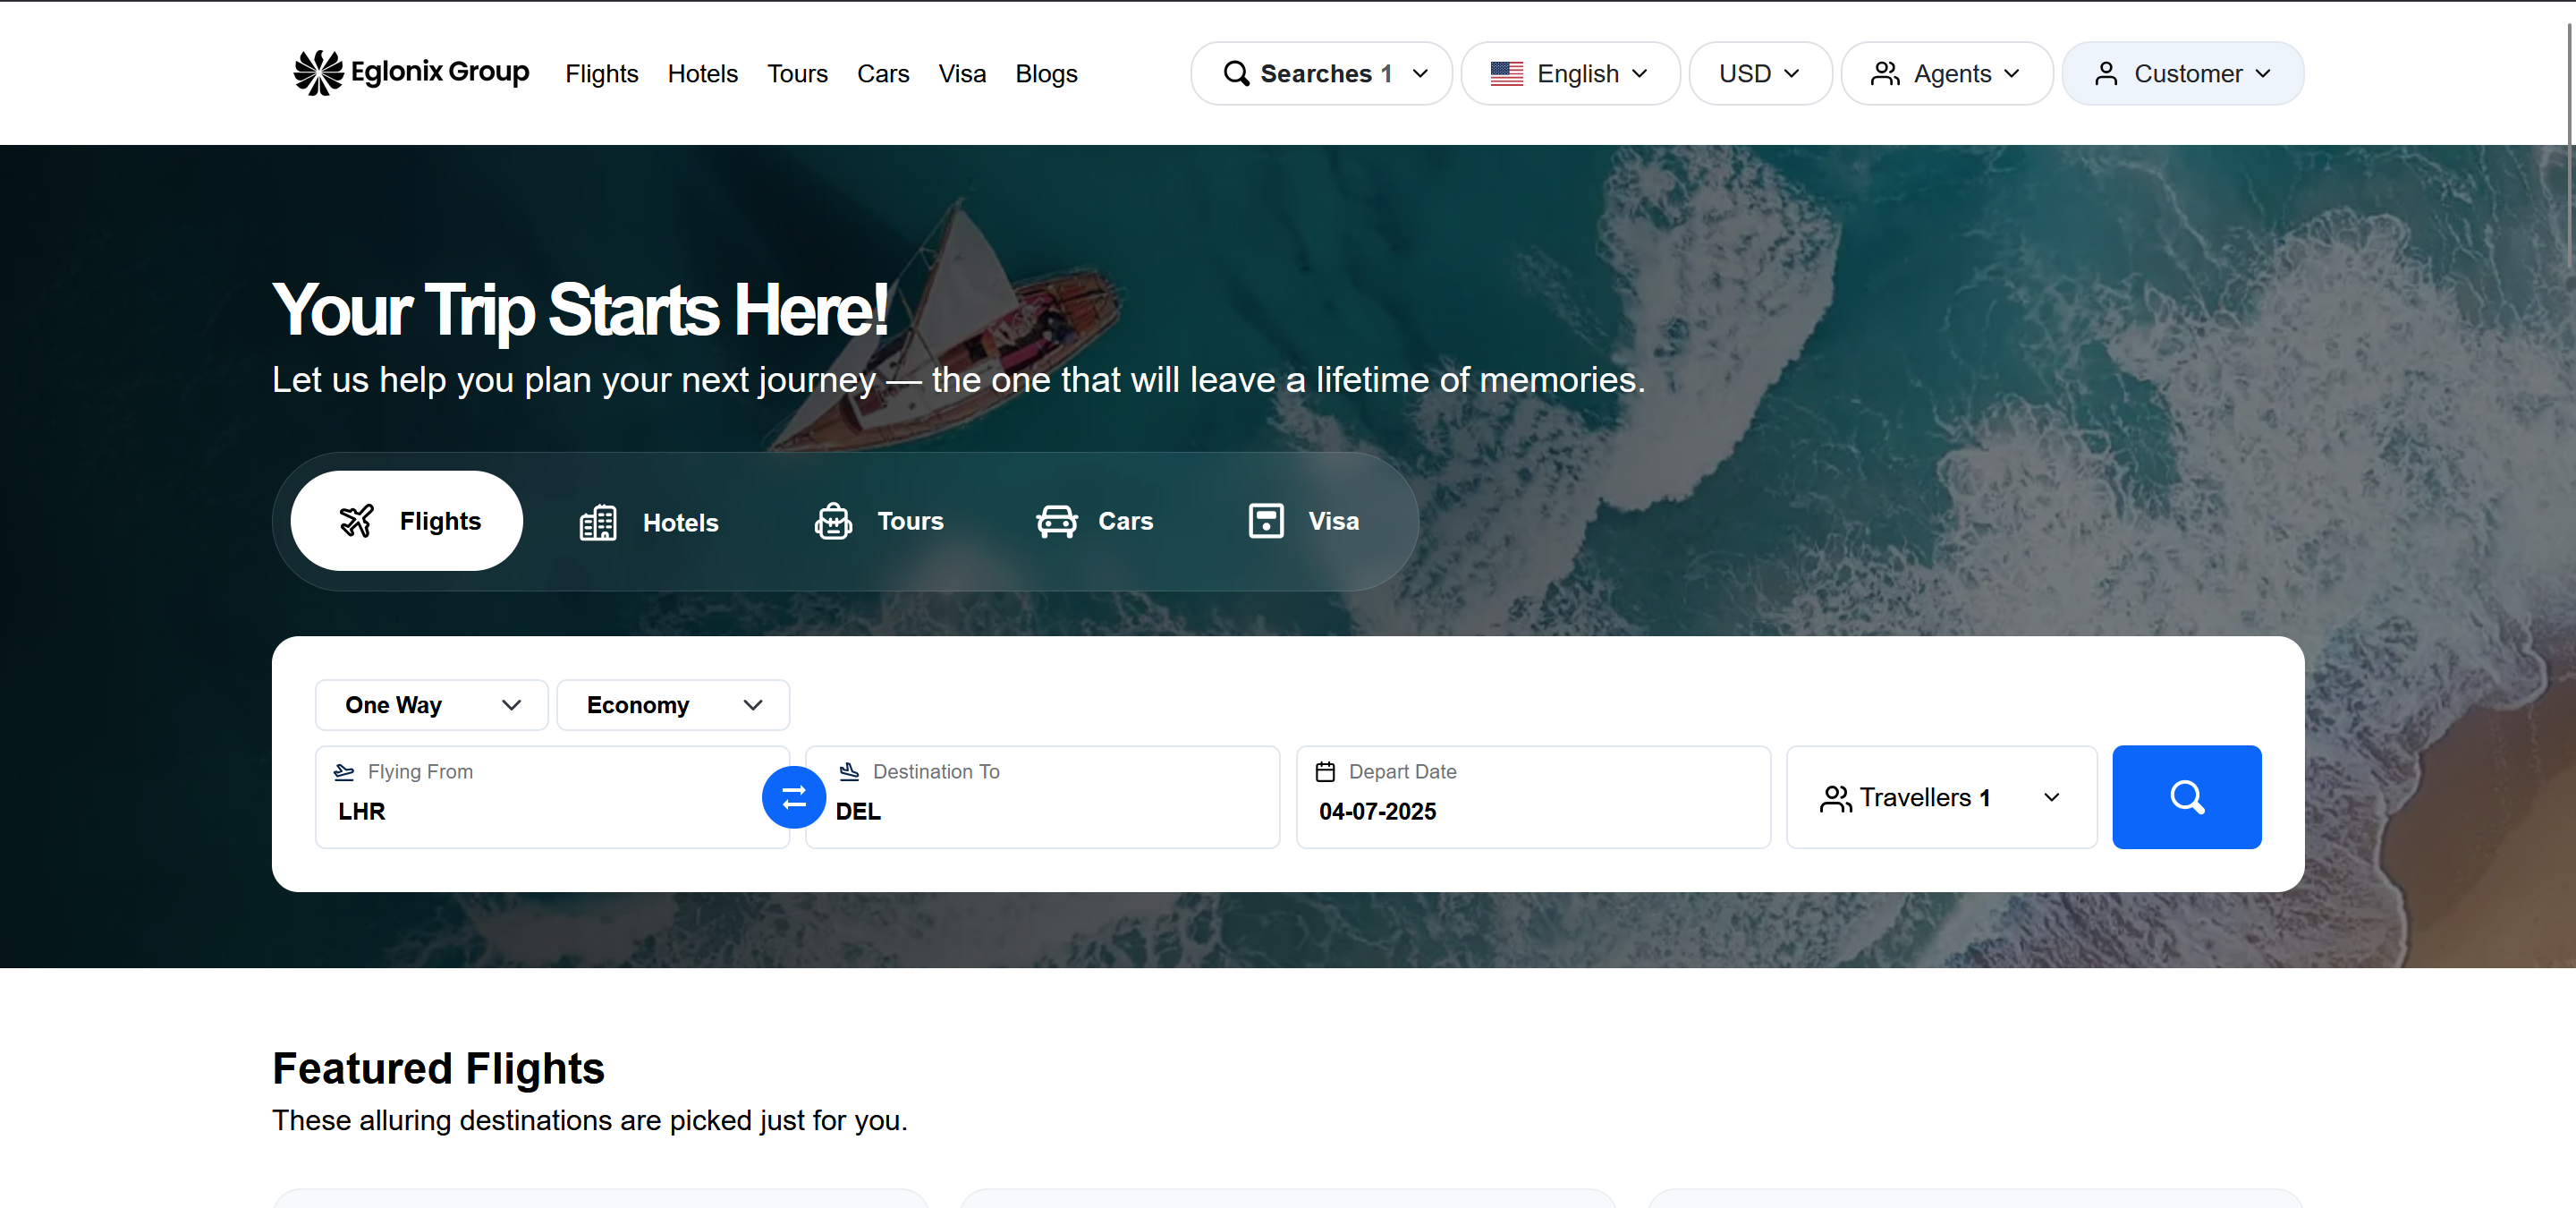 Eglonix Group Flights Hotels Tours Cars Visa Blogs Searches 1 English USD Agents Customer
Your Trip Starts Here!
Let us help you plan your next journey — the one that will leave a lifetime of memories.
Flights Hotels Tours Cars Visa
One Way Economy
Flying From Destination To Depart Date
LHR DEL 04-07-2025 Travellers 1
Featured Flights
These alluring destinations are picked just for you.